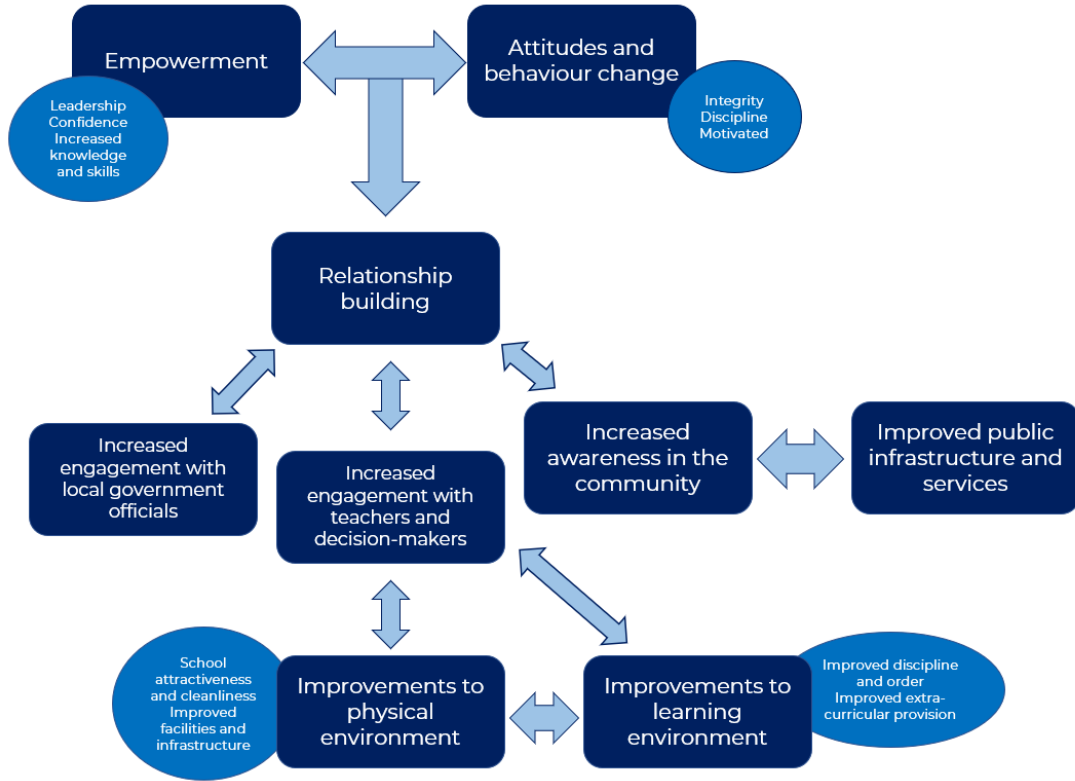 Empowerment
Attitudes and
behaviour change
Leadership
Confidence
Increased
knowledge
and skills
Integrity
Discipline
Motivated
Relationship
building
Increased
engagement with
local government
officials
Increased
engagement with
teachers and
decision-makers
Increased
awareness in the
community
Improved public
infrastructure and
services
School
attractiveness
and cleanliness
Improved
facilities and
infrastructure
Improvements to
physical
environment
Improvements to
learning
environment
Improved discipline
and order
Improved extra-
curricular provision